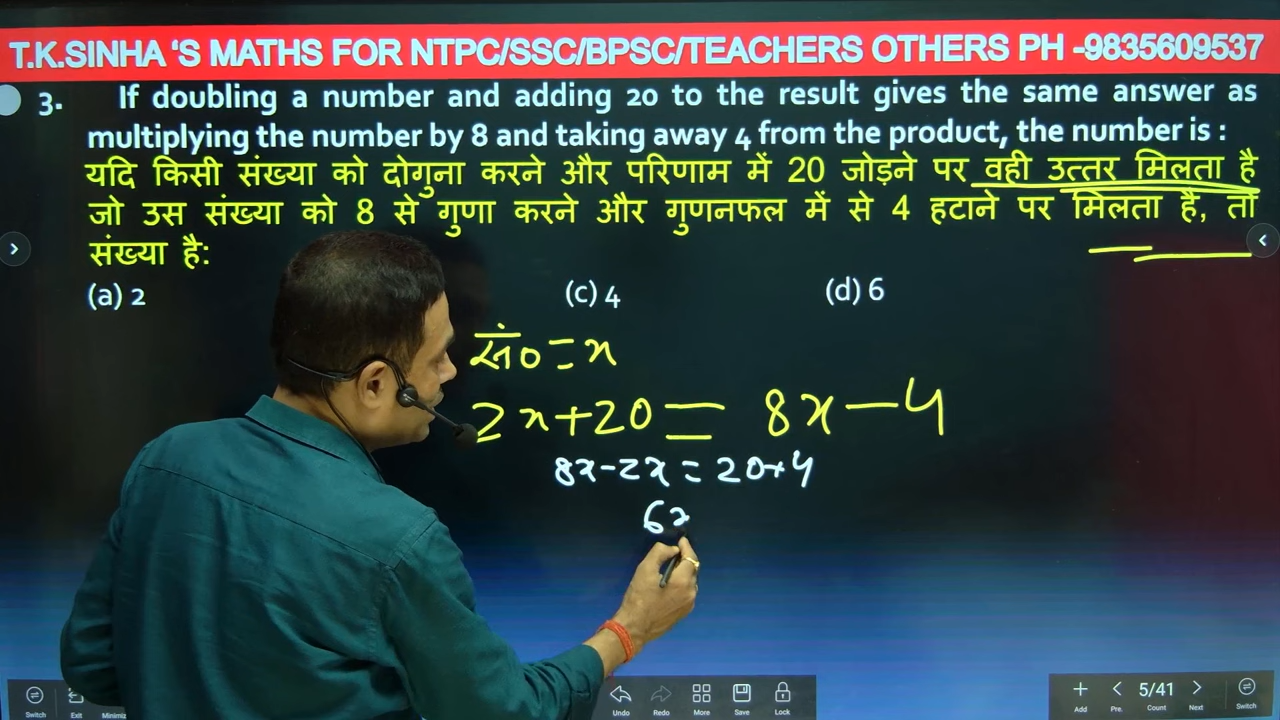 T.K.SINHA 'S MATHS FOR NTPC/SSC/BPSC/TEACHERS OTHERS PH -9835609537
3. If doubling a number and adding 20 to the result gives the same answer as
multiplying the number by 8 and taking away 4 from the product, the number is :
यदि किसी संख्या को दोगुना करने और परिणाम में 20 जोड़ने पर वही उत्तर मिलता है
जो उस संख्या को 8 से गुणा करने और गुणनफल में से 4 हटाने पर मिलता है, तो
संख्या है:
(a) 2 (c) 4 (d) 6
सं० = x
2x+20 = 8x-4
8x-2x = 20+4
6x
Switch Exit Minimiz Undo Redo More Save Lock + Add < Pre. 5/41 Count > Next Switch